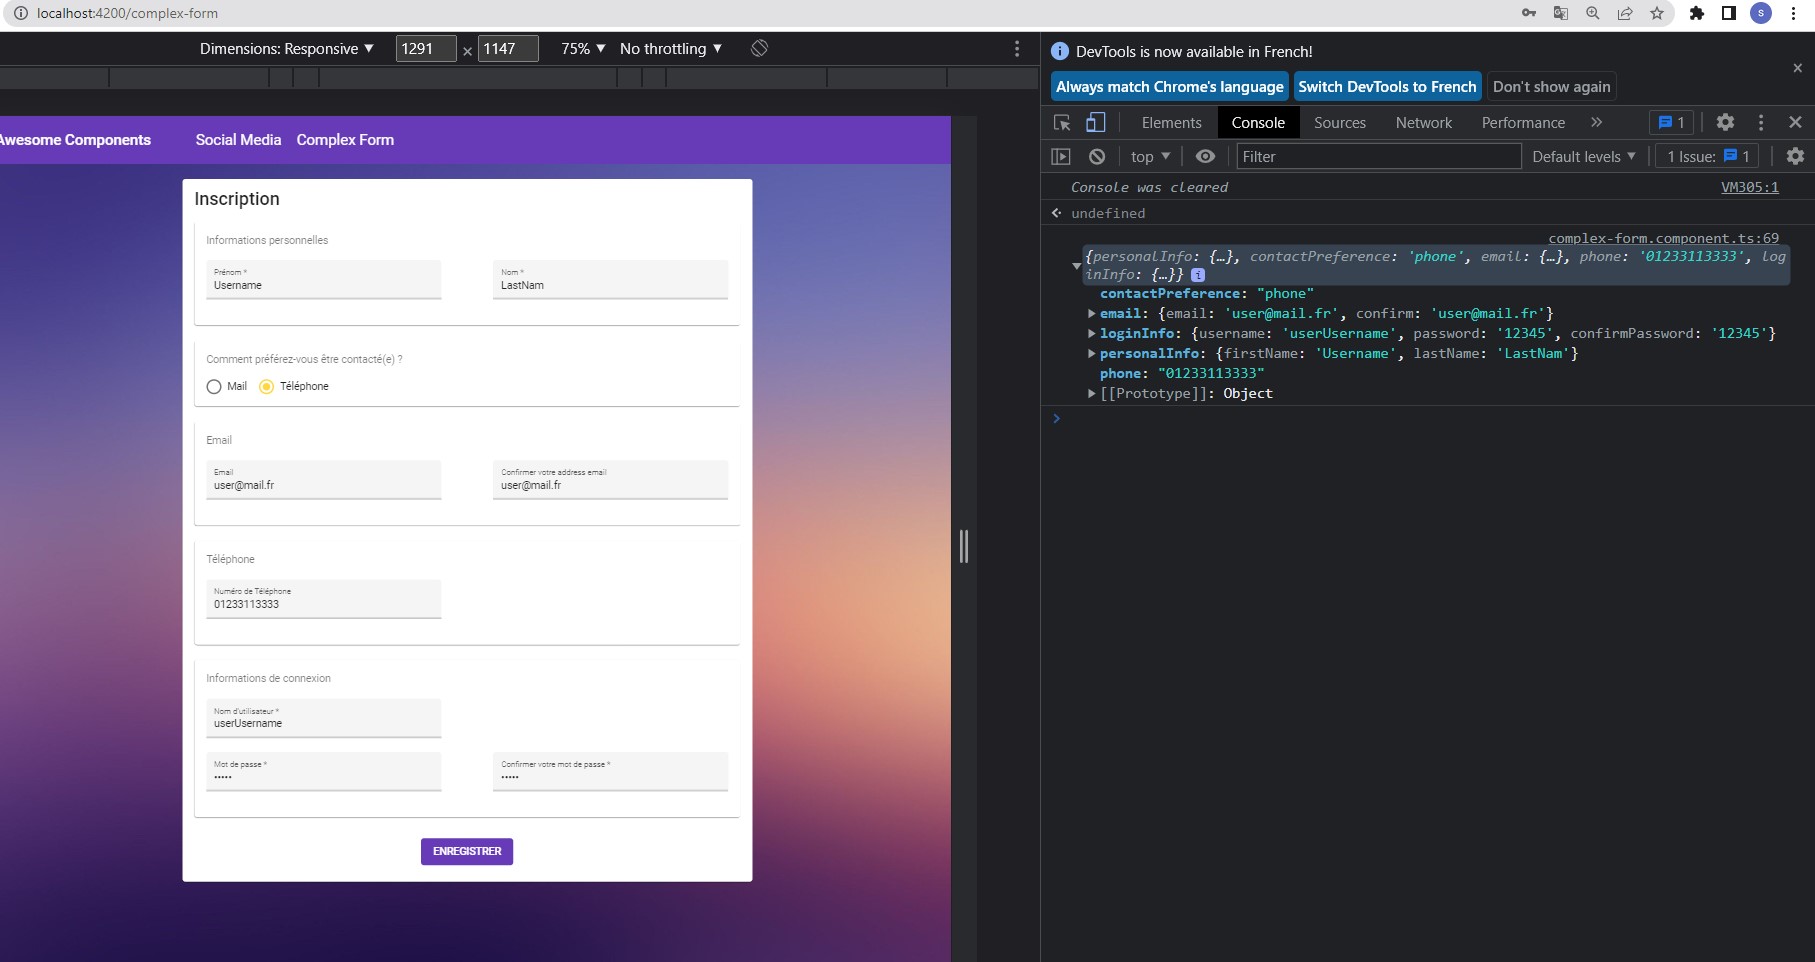 localhost:4200/complex-form
Dimensions: Responsive ▼ 1291 × 1147 75% ▼ No throttling ▼
Awesome Components Social Media Complex Form
Inscription
Informations personnelles
Prénom *
Username
Nom *
LastNam
Comment préférez-vous être contacté(e) ?
Mail Téléphone
Email
Email
user@mail.fr
Confirmer votre address email
user@mail.fr
Téléphone
Numéro de Téléphone
01233113333
Informations de connexion
Nom d'utilisateur *
userUsername
Mot de passe *
•••••
Confirmer votre mot de passe *
•••••
ENREGISTRER
S
DevTools is now available in French!
Always match Chrome's language Switch DevTools to French Don't show again
Elements Console Sources Network Performance » 1
top ▼ Filter Default levels ▼ 1 Issue: 1
Console was cleared VM305:1
undefined
complex-form.component.ts:69
{personalInfo: {…}, contactPreference: 'phone', email: {…}, phone: '01233113333', log
inInfo: {…}} i
contactPreference: "phone"
email: {email: 'user@mail.fr', confirm: 'user@mail.fr'}
loginInfo: {username: 'userUsername', password: '12345', confirmPassword: '12345'}
personalInfo: {firstName: 'Username', lastName: 'LastNam'}
phone: "01233113333"
[[Prototype]]: Object